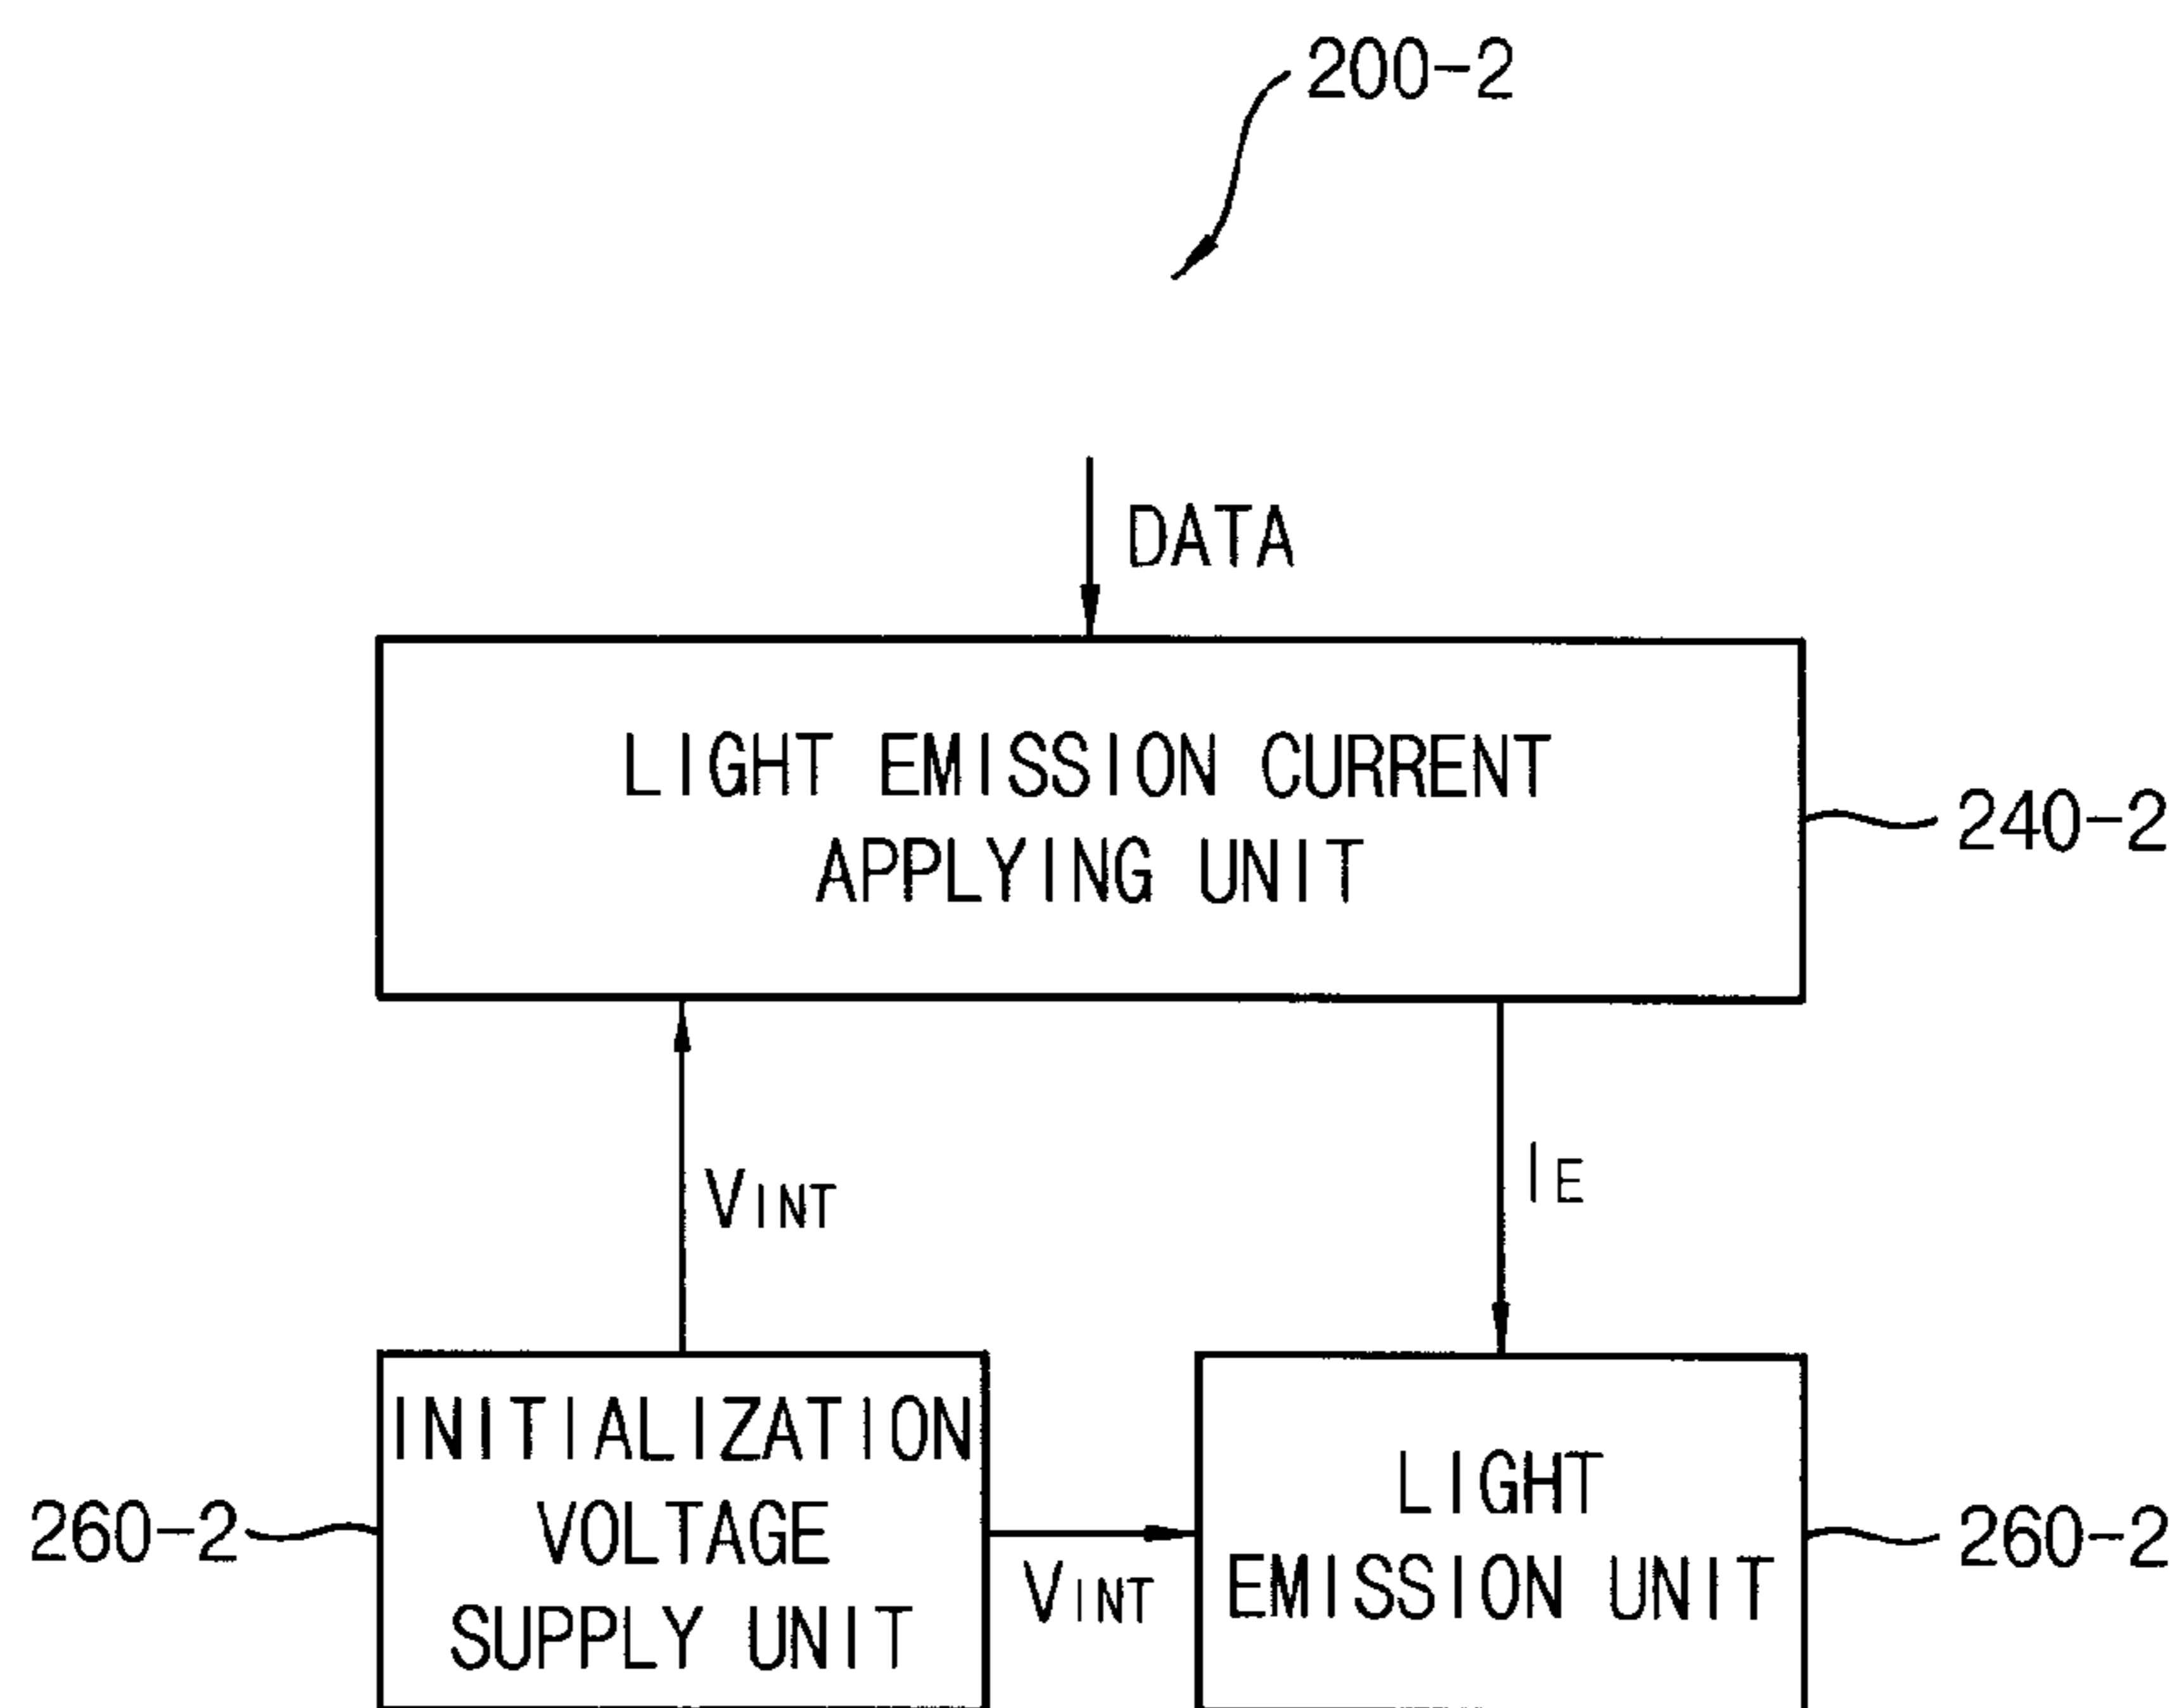 200-2
DATA
LIGHT EMISSION CURRENT
APPLYING UNIT
240-2
VINT
IE
INITIALIZATION
VOLTAGE
SUPPLY UNIT
260-2
VINT
LIGHT
EMISSION UNIT
260-2